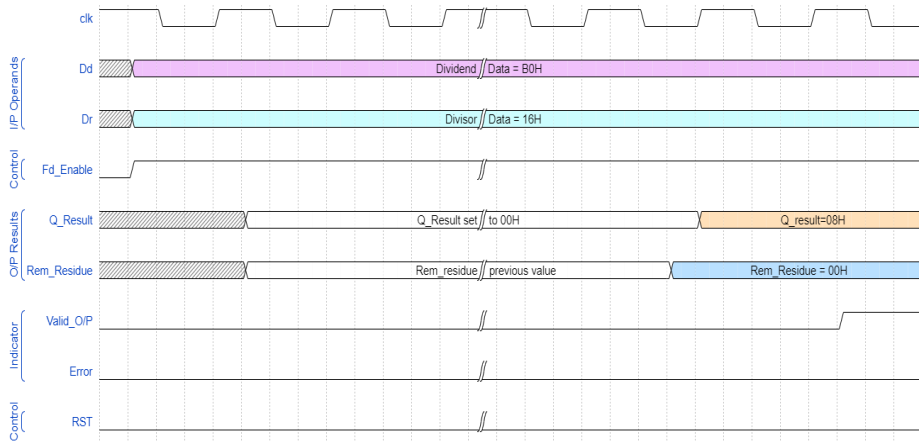 clk
I/P Operands
Dd
Dividend Data = B0H
Dr
Divisor Data = 16H
Control
Fd_Enable
O/P Results
Q_Result
Q_Result set to 00H
Q_result=08H
Rem_Residue
Rem_residue previous value
Rem_Residue = 00H
Indicator
Valid_O/P
Error
Control
RST